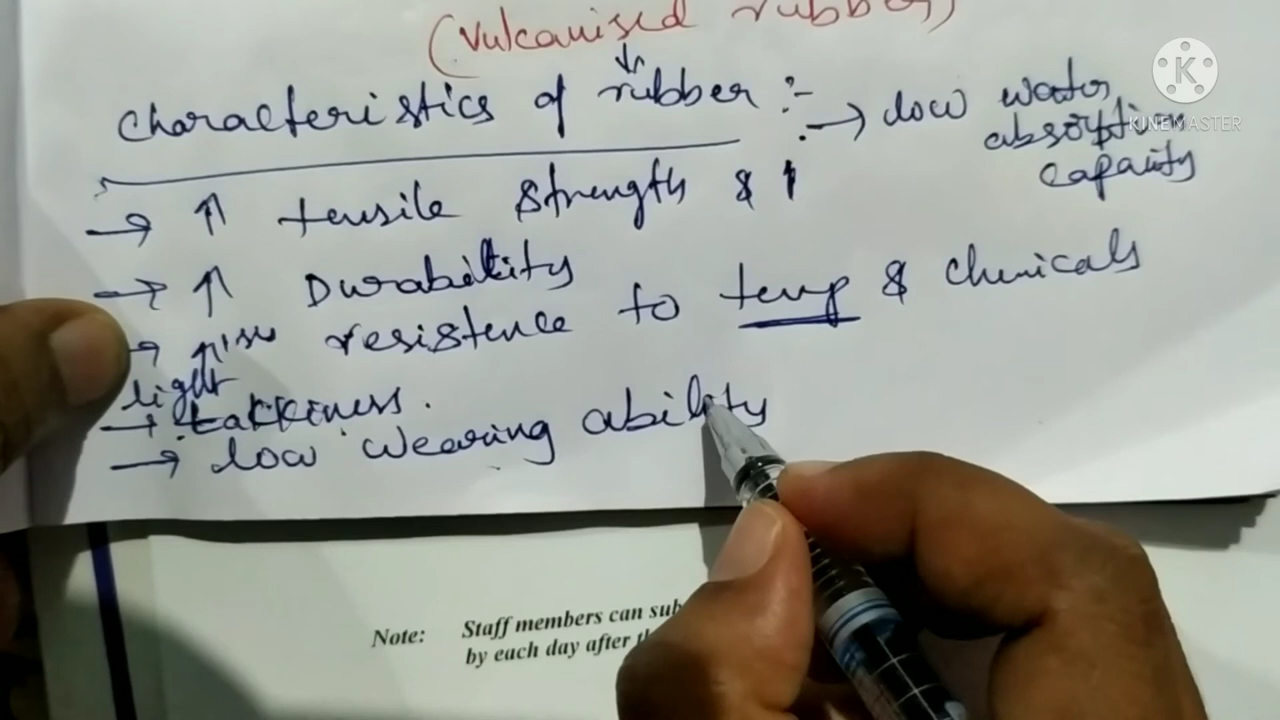 (Vulcanised rubber)
Characteristics of rubber :-
→ low water
absorption
capacity
→ ↑ tensile strength &
→ ↑ Durability
→ ↑ise resistence to temp & chemicals
light
→ tackiness.
→ low wearing ability
K
KINEMASTER
Note: Staff members can sub
by each day after th